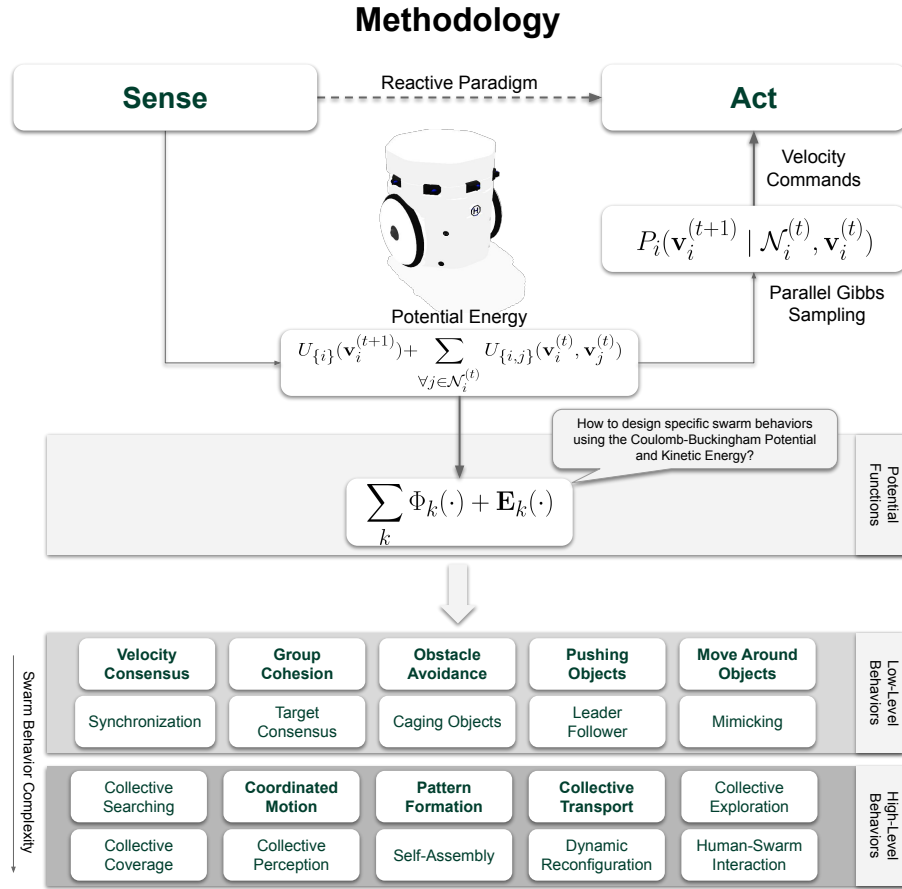 Methodology
Sense
Reactive Paradigm
Act
Velocity
Commands
P_i(v_i^{(t+1)} | 𝒩_i^{(t)}, v_i^{(t)})
Parallel Gibbs
Sampling
Potential Energy
U_{\{i\}}(v_i^{(t+1)}) + ∑_{∀j∈𝒩_i^{(t)}} U_{\{i,j\}}(v_i^{(t)}, v_j^{(t)})
How to design specific swarm behaviors
using the Coulomb-Buckingham Potential
and Kinetic Energy?
∑_k Φ_k(·) + E_k(·)
Potential
Functions
Swarm Behavior Complexity
Velocity
Consensus
Group
Cohesion
Obstacle
Avoidance
Pushing
Objects
Move Around
Objects
Synchronization
Target
Consensus
Caging Objects
Leader
Follower
Mimicking
Low-Level
Behaviors
Collective
Searching
Coordinated
Motion
Pattern
Formation
Collective
Transport
Collective
Exploration
Collective
Coverage
Collective
Perception
Self-Assembly
Dynamic
Reconfiguration
Human-Swarm
Interaction
High-Level
Behaviors